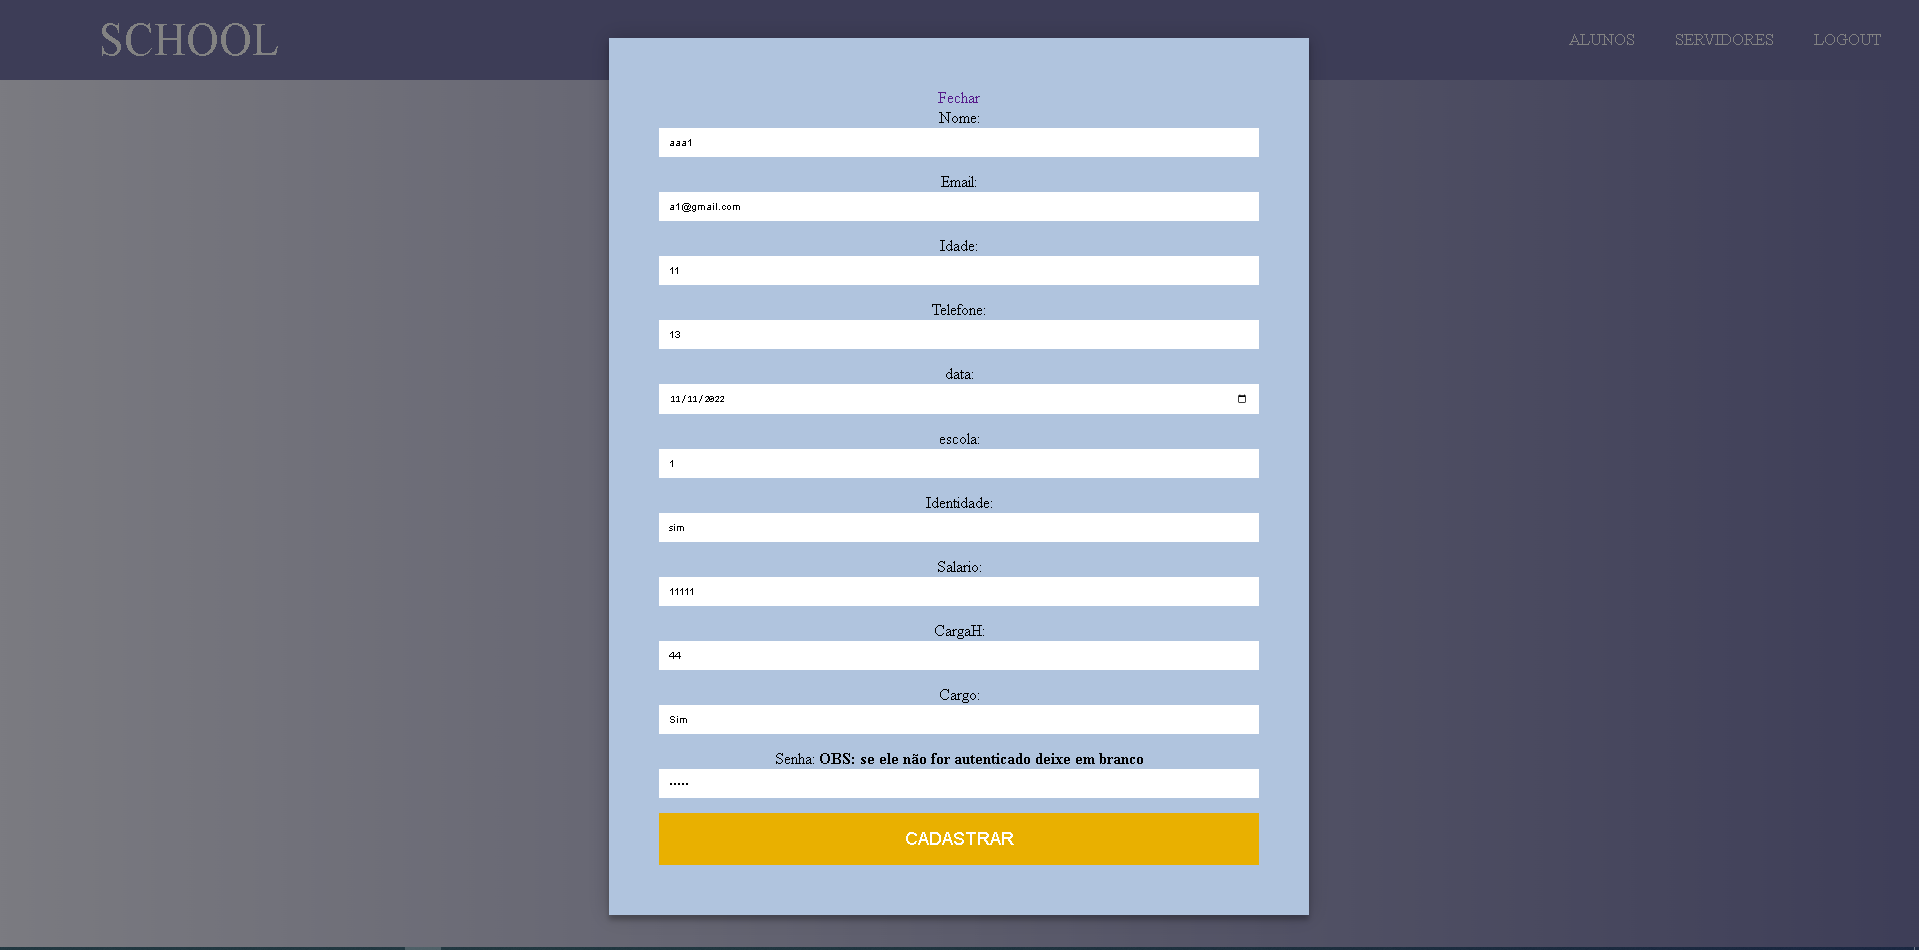 SCHOOL
ALUNOS SERVIDORES LOGOUT
Fechar
Nome:
aaa1
Email:
a1@gmail.com
Idade:
11
Telefone:
13
data:
11/11/2022
escola:
1
Identidade:
sim
Salario:
11111
CargaH:
44
Cargo:
Sim
Senha: OBS: se ele não for autenticado deixe em branco
•••••
CADASTRAR